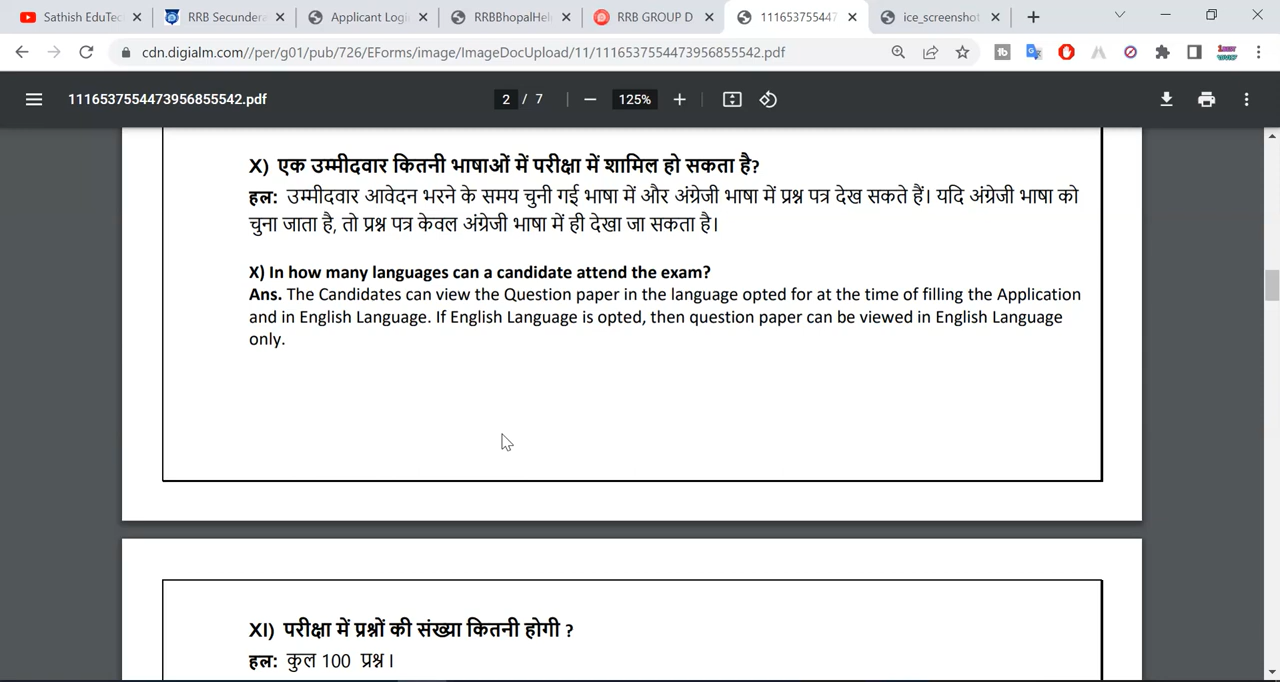 Sathish EduTec
RRB Secundera
Applicant Logi
RRBBhopalHel
RRB GROUP D
1116537554473
ice_screenshot
cdn.digialm.com//per/g01/pub/726/EForms/image/ImageDocUpload/11/1116537554473956855542.pdf
1116537554473956855542.pdf
2 / 7
125%
X) एक उम्मीदवार कितनी भाषाओं में परीक्षा में शामिल हो सकता है?
हल: उम्मीदवार आवेदन भरने के समय चुनी गई भाषा में और अंग्रेजी भाषा में प्रश्न पत्र देख सकते हैं। यदि अंग्रेजी भाषा को
चुना जाता है, तो प्रश्न पत्र केवल अंग्रेजी भाषा में ही देखा जा सकता है।
X) In how many languages can a candidate attend the exam?
Ans. The Candidates can view the Question paper in the language opted for at the time of filling the Application
and in English Language. If English Language is opted, then question paper can be viewed in English Language
only.
XI) परीक्षा में प्रश्नों की संख्या कितनी होगी ?
हल: कुल 100 प्रश्न।